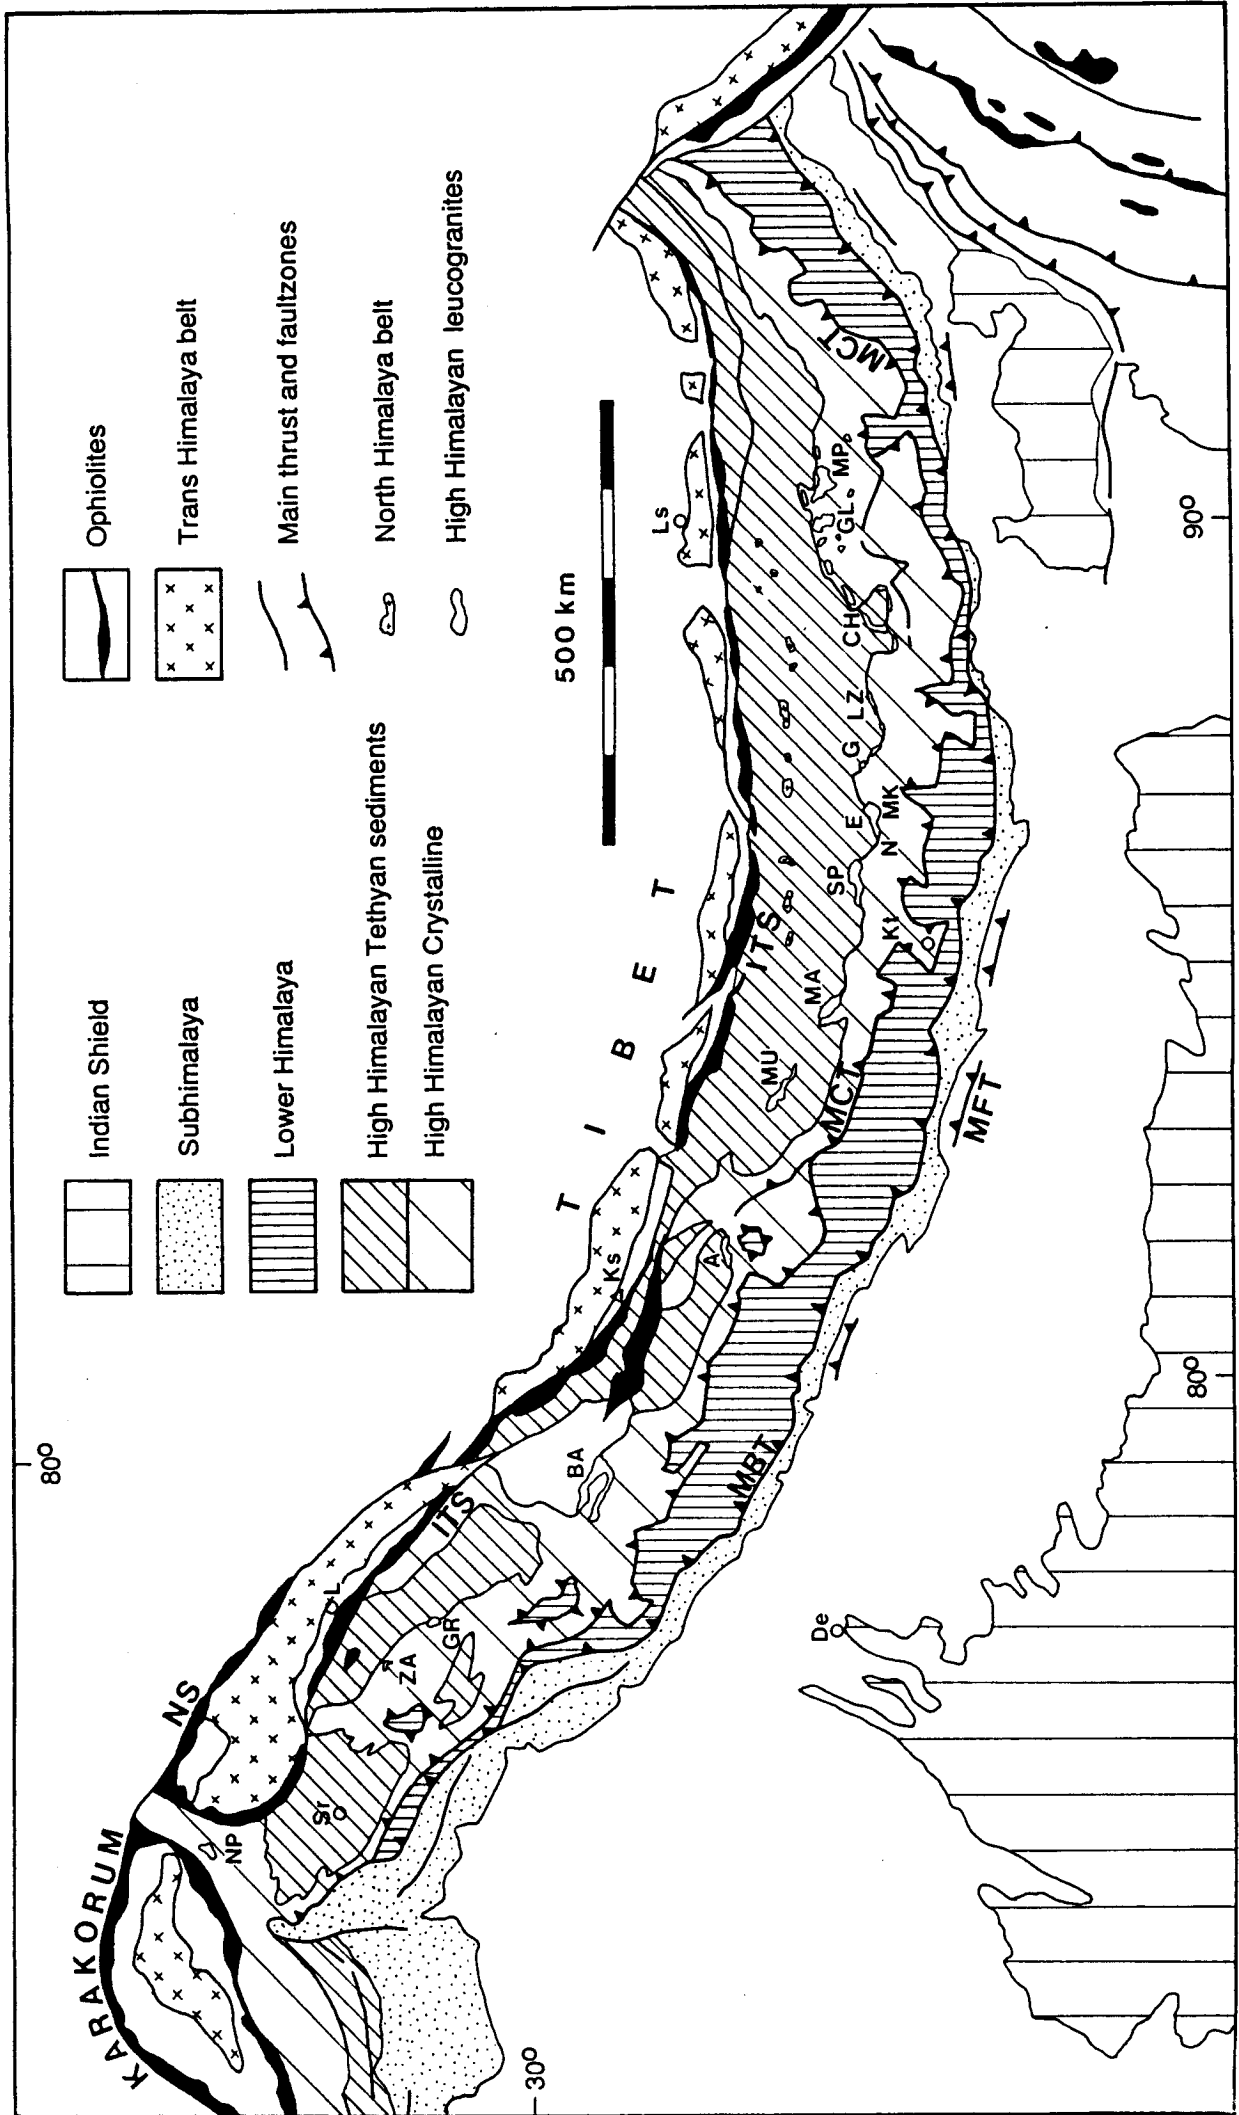 Indian Shield
Subhimalaya
Lower Himalaya
High Himalayan Tethyan sediments
High Himalayan Crystalline
Ophiolites
Trans Himalaya belt
Main thrust and faultzones
North Himalaya belt
High Himalayan leucogranites
500 km
80°
KARAKORUM
NS
TIBET
NP
Sr
L
ITS
ZA
GR
BA
Ks
A
MU
ITS
MA
SP
E
G
LZ
CH
GL
MP
Ls
MCT
Kt
N
MK
MCT
MBT
MFT
De
30°
80°
90°